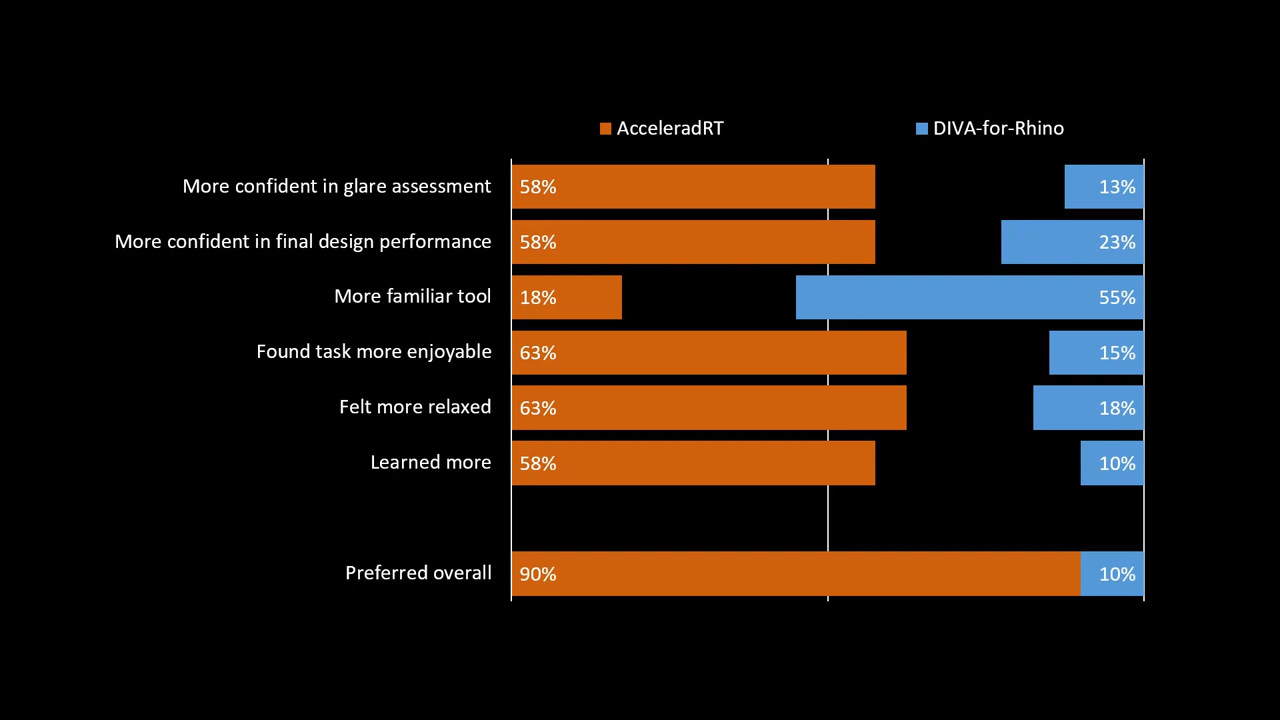 AcceleradRT DIVA-for-Rhino
More confident in glare assessment 58% 13%
More confident in final design performance 58% 23%
More familiar tool 18% 55%
Found task more enjoyable 63% 15%
Felt more relaxed 63% 18%
Learned more 58% 10%
Preferred overall 90% 10%